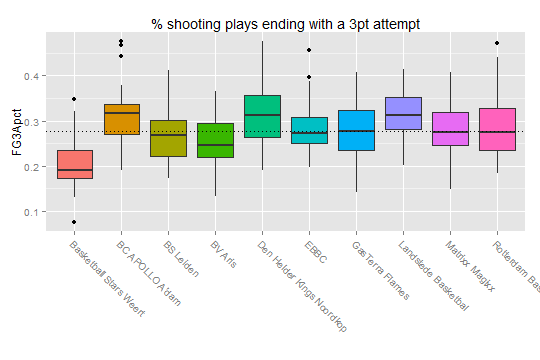 % shooting plays ending with a 3pt attempt
FG3Apct
0.4
0.3
0.2
0.1
Basketball Stars Weert
BC APOLLO A'dam
BS Leiden
BV Aris
Den Helder Kings Noordkop
EBBC
GasTerra Flames
Landslede Basketbal
Matrixx Magixx
Rotterdam Bas